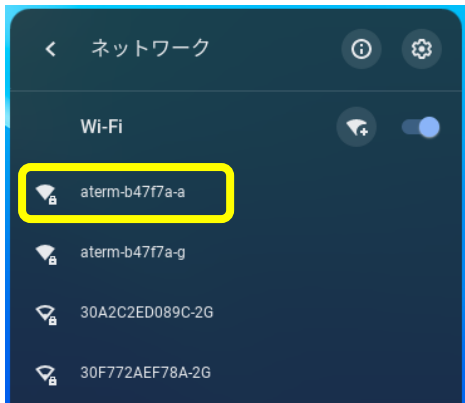 ネットワーク
Wi-Fi
aterm-b47f7a-a
aterm-b47f7a-g
30A2C2ED089C-2G
30F772AEF78A-2G